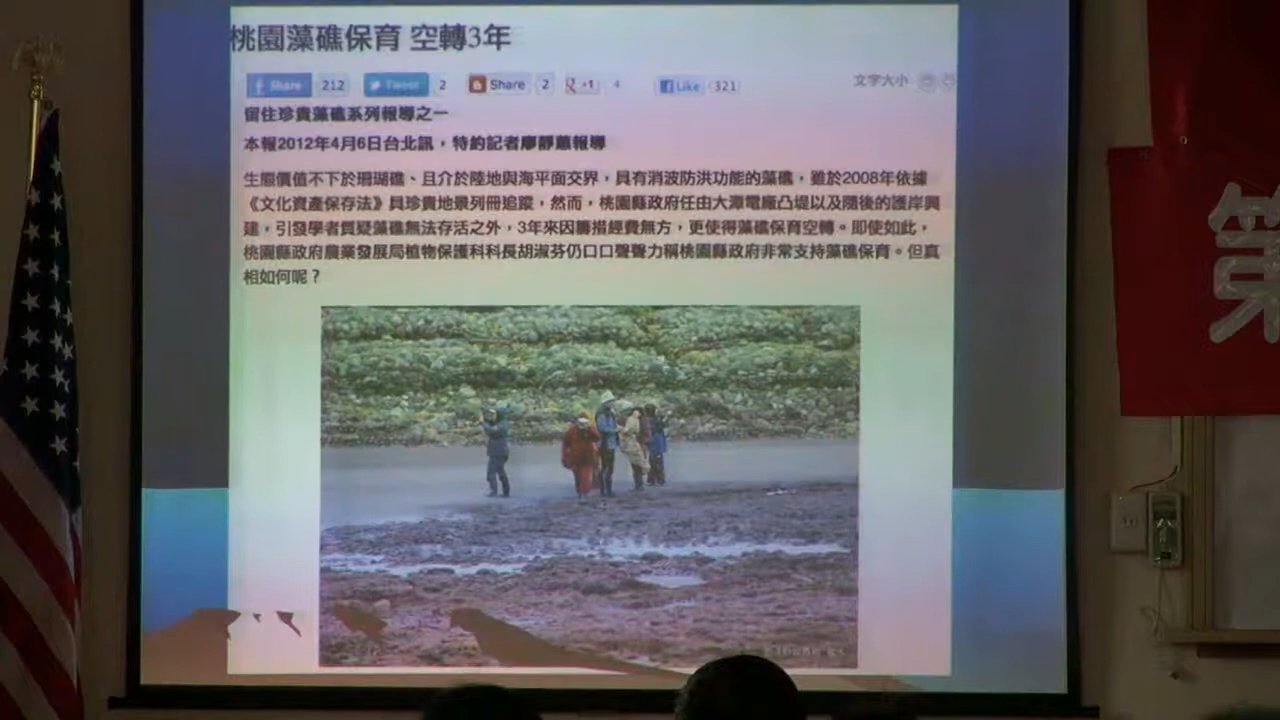 桃園藻礁保育 空轉3年
Share 212 Tweet 2 Share 2 +1 4 Like 321 文字大小
留住珍貴藻礁系列報導之一
本報2012年4月6日台北訊，特約記者廖靜蕙報導
生態價值不下於珊瑚礁、且介於陸地與海平面交界，具有消波防洪功能的藻礁，雖於2008年依據
《文化資產保存法》具珍貴地景列冊追蹤，然而，桃園縣政府任由大潭電廠凸堤以及隨後的護岸興
建，引發學者質疑藻礁無法存活之外，3年來因籌措經費無方，更使得藻礁保育空轉。即使如此，
桃園縣政府農業發展局植物保護科科長胡淑芬仍口口聲聲力稱桃園縣政府非常支持藻礁保育。但真
相如何呢？
第